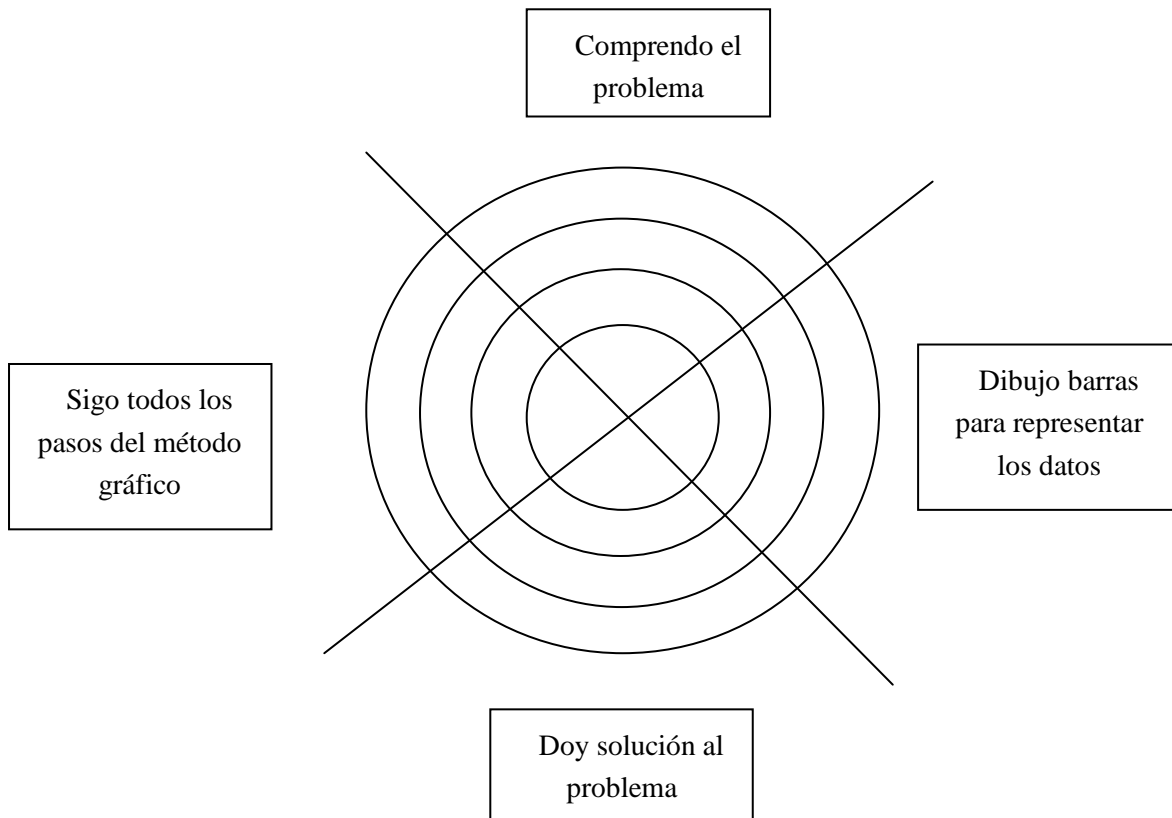 Comprendo el
problema
Sigo todos los
pasos del método
gráfico
Dibujo barras
para representar
los datos
Doy solución al
problema